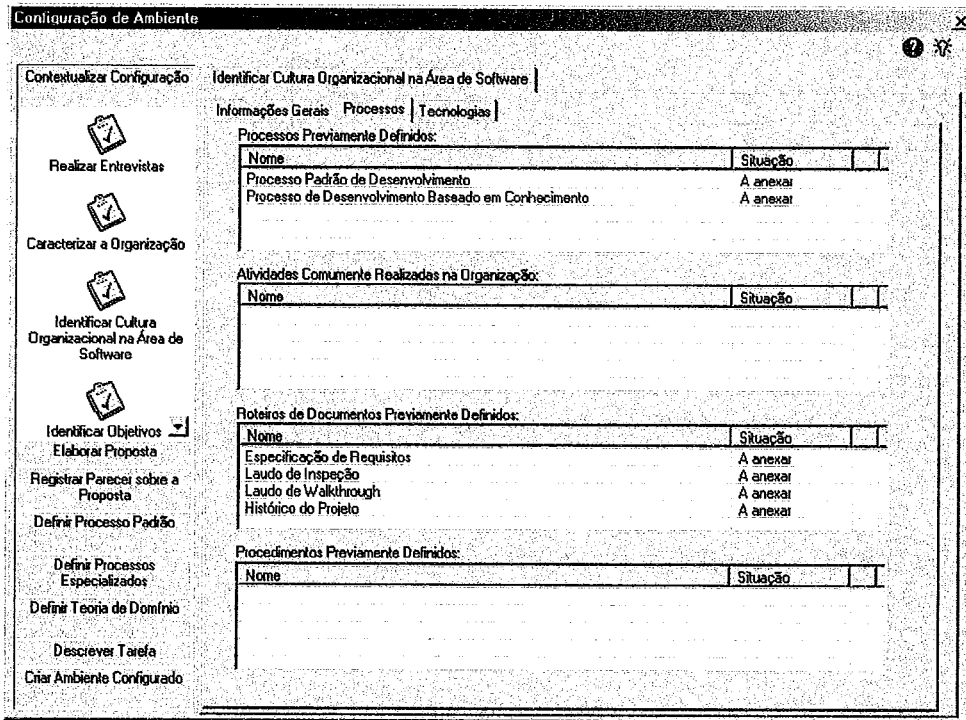 Configuração de Ambiente
Contextualizar Configuração
Realizar Entrevistas
Caracterizar a Organização
Identificar Cultura
Organizacional na Área de
Software
Identificar Objetivos
Elaborar Proposta
Registrar Parecer sobre a
Proposta
Definir Processo Padrão
Definir Processos
Especializados
Definir Teoria de Domínio
Descrever Tarefa
Criar Ambiente Configurado
Identificar Cultura Organizacional na Área de Software
Informações Gerais Processos Tecnologias
Processos Previamente Definidos:
Nome Situação
Processo Padrão de Desenvolvimento A anexar
Processo de Desenvolvimento Baseado em Conhecimento A anexar
Atividades Comumente Realizadas na Organização:
Nome Situação
Roteiros de Documentos Previamente Definidos:
Nome Situação
Especificação de Requisitos A anexar
Laudo de Inspeção A anexar
Laudo de Walkthrough A anexar
Histórico do Projeto A anexar
Procedimentos Previamente Definidos:
Nome Situação